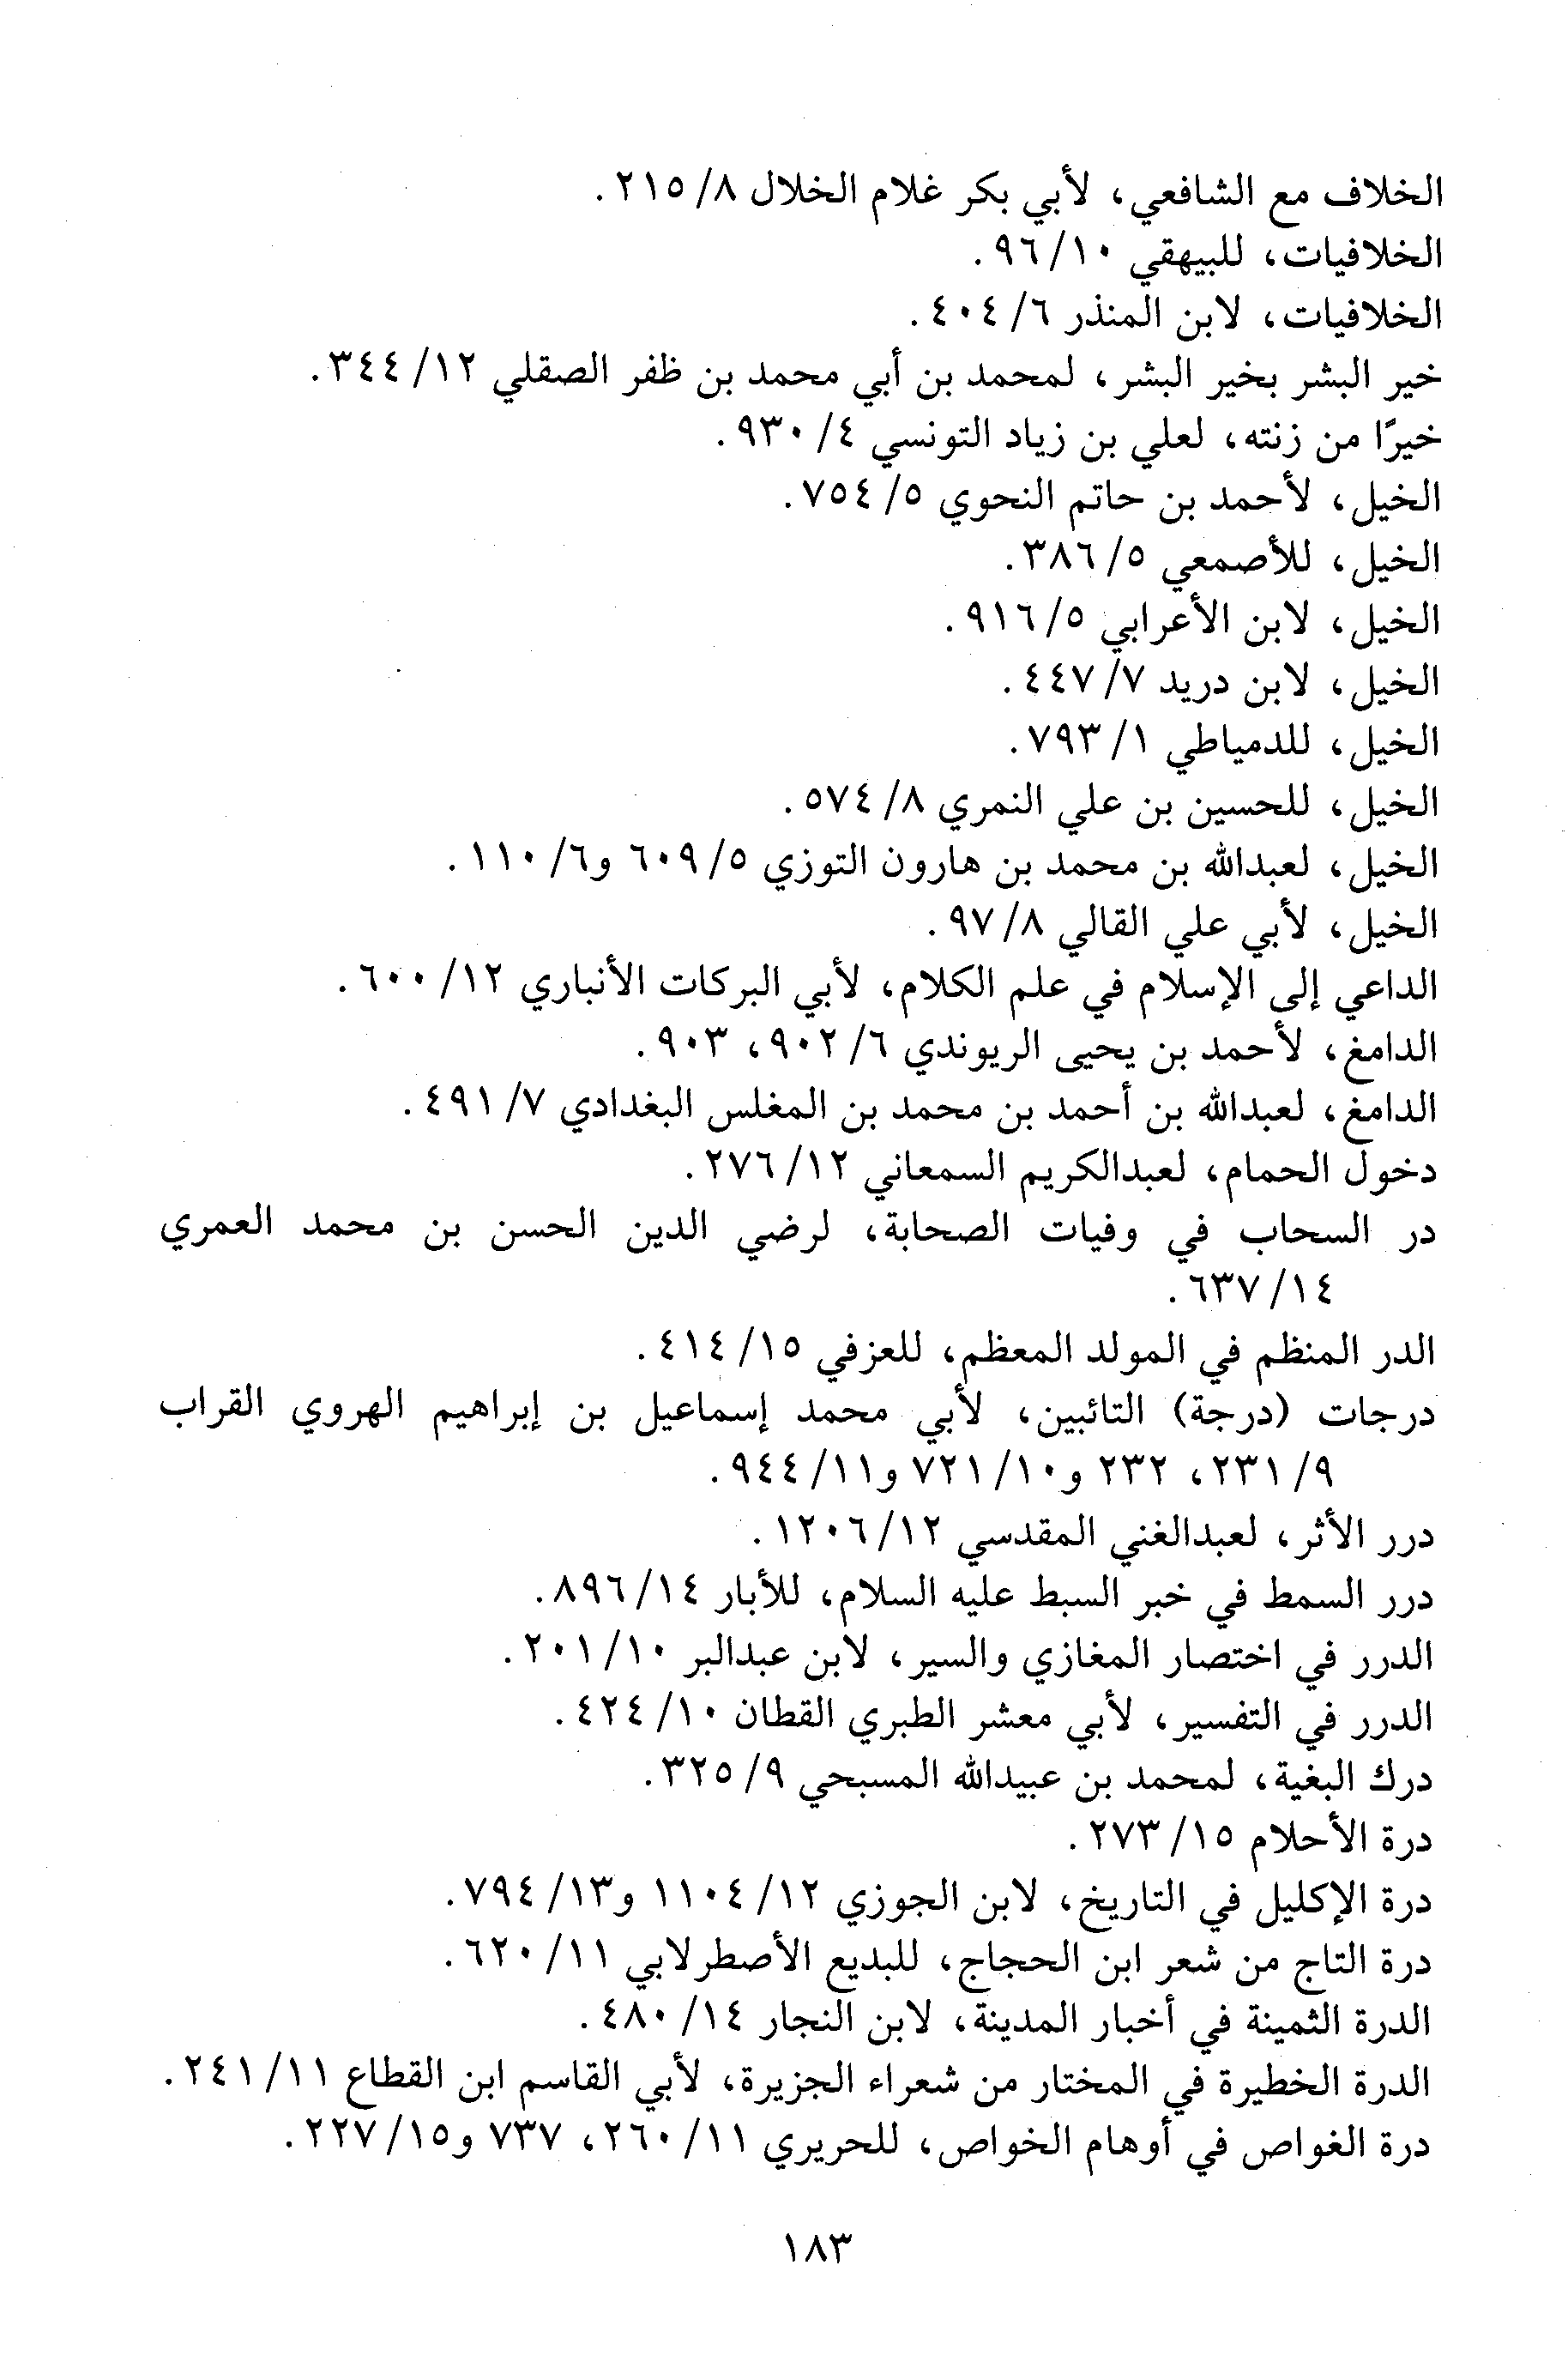 الخلاف مع الشافعي، لأبي بكر غلام الخلال ٨/ ٢١٥.
الخلافيات، للبيهقي ١٠/ ٩٦.
الخلافيات، لابن المنذر ٦/ ٤٠٤.
خير البشر بخير البشر، لمحمد بن أبي محمد بن ظفر الصقلي ١٢/ ٣٤٤.
خيرًا من زنته، لعلي بن زياد التونسي ٤/ ٩٣٠.
الخيل، لأحمد بن حاتم النحوي ٥/ ٧٥٤.
الخيل، للأصمعي ٥/ ٣٨٦.
الخيل، لابن الأعرابي ٥/ ٩١٦.
الخيل، لابن دريد ٧/ ٤٤٧.
الخيل، للدمياطي ١/ ٧٩٣.
الخيل، للحسين بن علي النمري ٨/ ٥٧٤.
الخيل، لعبدالله بن محمد بن هارون التوزي ٥/ ٦٠٩ و٦/ ١١٠.
الخيل، لأبي علي القالي ٨/ ٩٧.
الداعي إلى الإسلام في علم الكلام، لأبي البركات الأنباري ١٢/ ٦٠٠.
الدامغ، لأحمد بن يحيى الريوندي ٦/ ٩٠٢، ٩٠٣.
الدامغ، لعبدالله بن أحمد بن محمد بن المغلس البغدادي ٧/ ٤٩١.
دخول الحمام، لعبدالكريم السمعاني ١٢/ ٢٧٦.
در السحاب في وفيات الصحابة، لرضي الدين الحسن بن محمد العمري
١٤/ ٦٣٧.
الدر المنظم في المولد المعظم، للعزفي ١٥/ ٤١٤.
درجات (درجة) التائبين، لأبي محمد إسماعيل بن إبراهيم الهروي القراب
٩/ ٢٣١، ٢٣٢ و١٠/ ٧٢١ و١١/ ٩٤٤.
درر الأثر، لعبدالغني المقدسي ١٢/ ١٢٠٦.
درر السمط في خبر السبط عليه السلام، للأبار ١٤/ ٨٩٦.
الدرر في اختصار المغازي والسير، لابن عبدالبر ١٠/ ٢٠١.
الدرر في التفسير، لأبي معشر الطبري القطان ١٠/ ٤٢٤.
درك البغية، لمحمد بن عبيدالله المسبحي ٩/ ٣٢٥.
درة الأحلام ١٥/ ٢٧٣.
درة الإكليل في التاريخ، لابن الجوزي ١٢/ ١١٠٤ و١٣/ ٧٩٤.
درة التاج من شعر ابن الحجاج، للبديع الأصطرلابي ١١/ ٦٢٠.
الدرة الثمينة في أخبار المدينة، لابن النجار ١٤/ ٤٨٠.
الدرة الخطيرة في المختار من شعراء الجزيرة، لأبي القاسم ابن القطاع ١١/ ٢٤١.
درة الغواص في أوهام الخواص، للحريري ١١/ ٢٦٠، ٧٣٧ و١٥/ ٢٢٧.
١٨٣